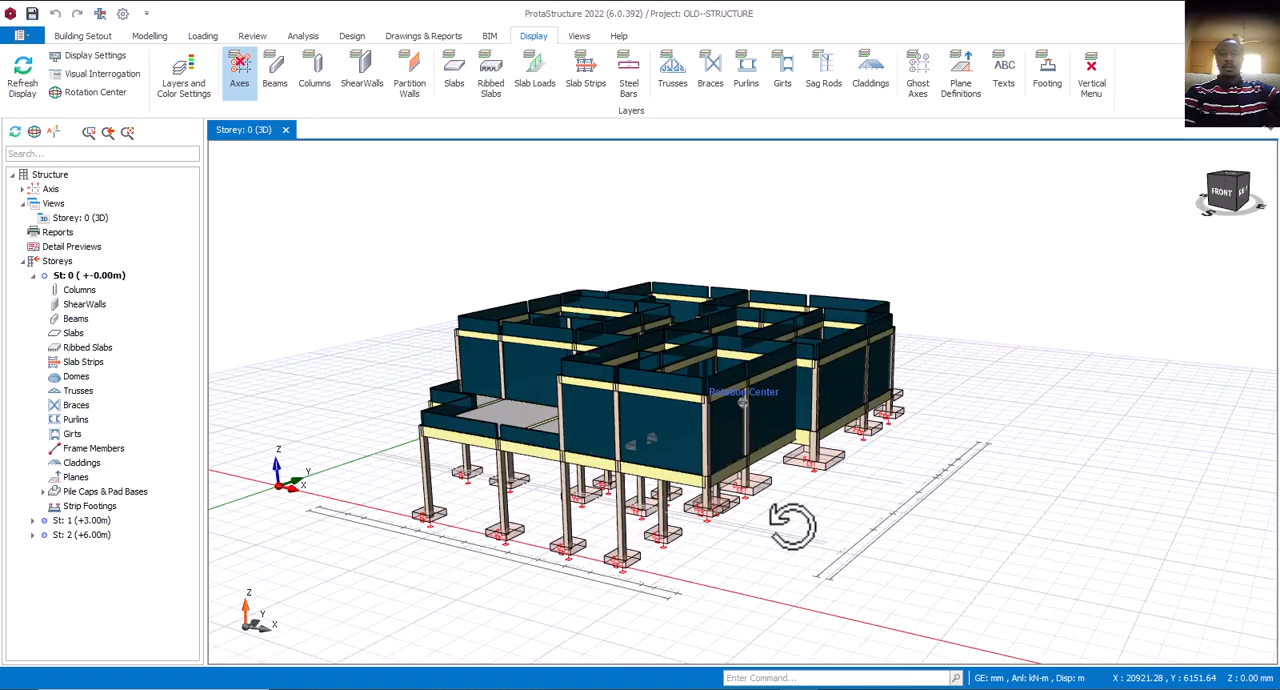 ProtaStructure 2022 (6.0.392) / Project: OLD--STRUCTURE
Building Setout Modelling Loading Review Analysis Design Drawings & Reports BIM Display Views Help
Refresh Display
Display Settings
Visual Interrogation
Rotation Center
Layers and Color Settings
Axes
Beams
Columns
ShearWalls
Partition Walls
Slabs
Ribbed Slabs
Slab Loads
Slab Strips
Steel Bars
Trusses
Braces
Purlins
Girts
Sag Rods
Claddings
Ghost Axes
Plane Definitions
ABC
Texts
Footing
Vertical Menu
Layers
Storey: 0 (3D)
Search...
Structure
Axis
Views
Storey: 0 (3D)
Reports
Detail Previews
Storeys
St: 0 ( +-0.00m)
Columns
ShearWalls
Beams
Slabs
Ribbed Slabs
Slab Strips
Domes
Trusses
Braces
Purlins
Girts
Frame Members
Claddings
Planes
Pile Caps & Pad Bases
Strip Footings
St: 1 (+3.00m)
St: 2 (+6.00m)
FRONT
S
E
Rotation Center
Z
Y
X
Z
Y
X
Enter Command...
GE: mm , Anl: kN-m , Disp: m
X : 20921.28 , Y : 6151.64
Z : 0.00 mm